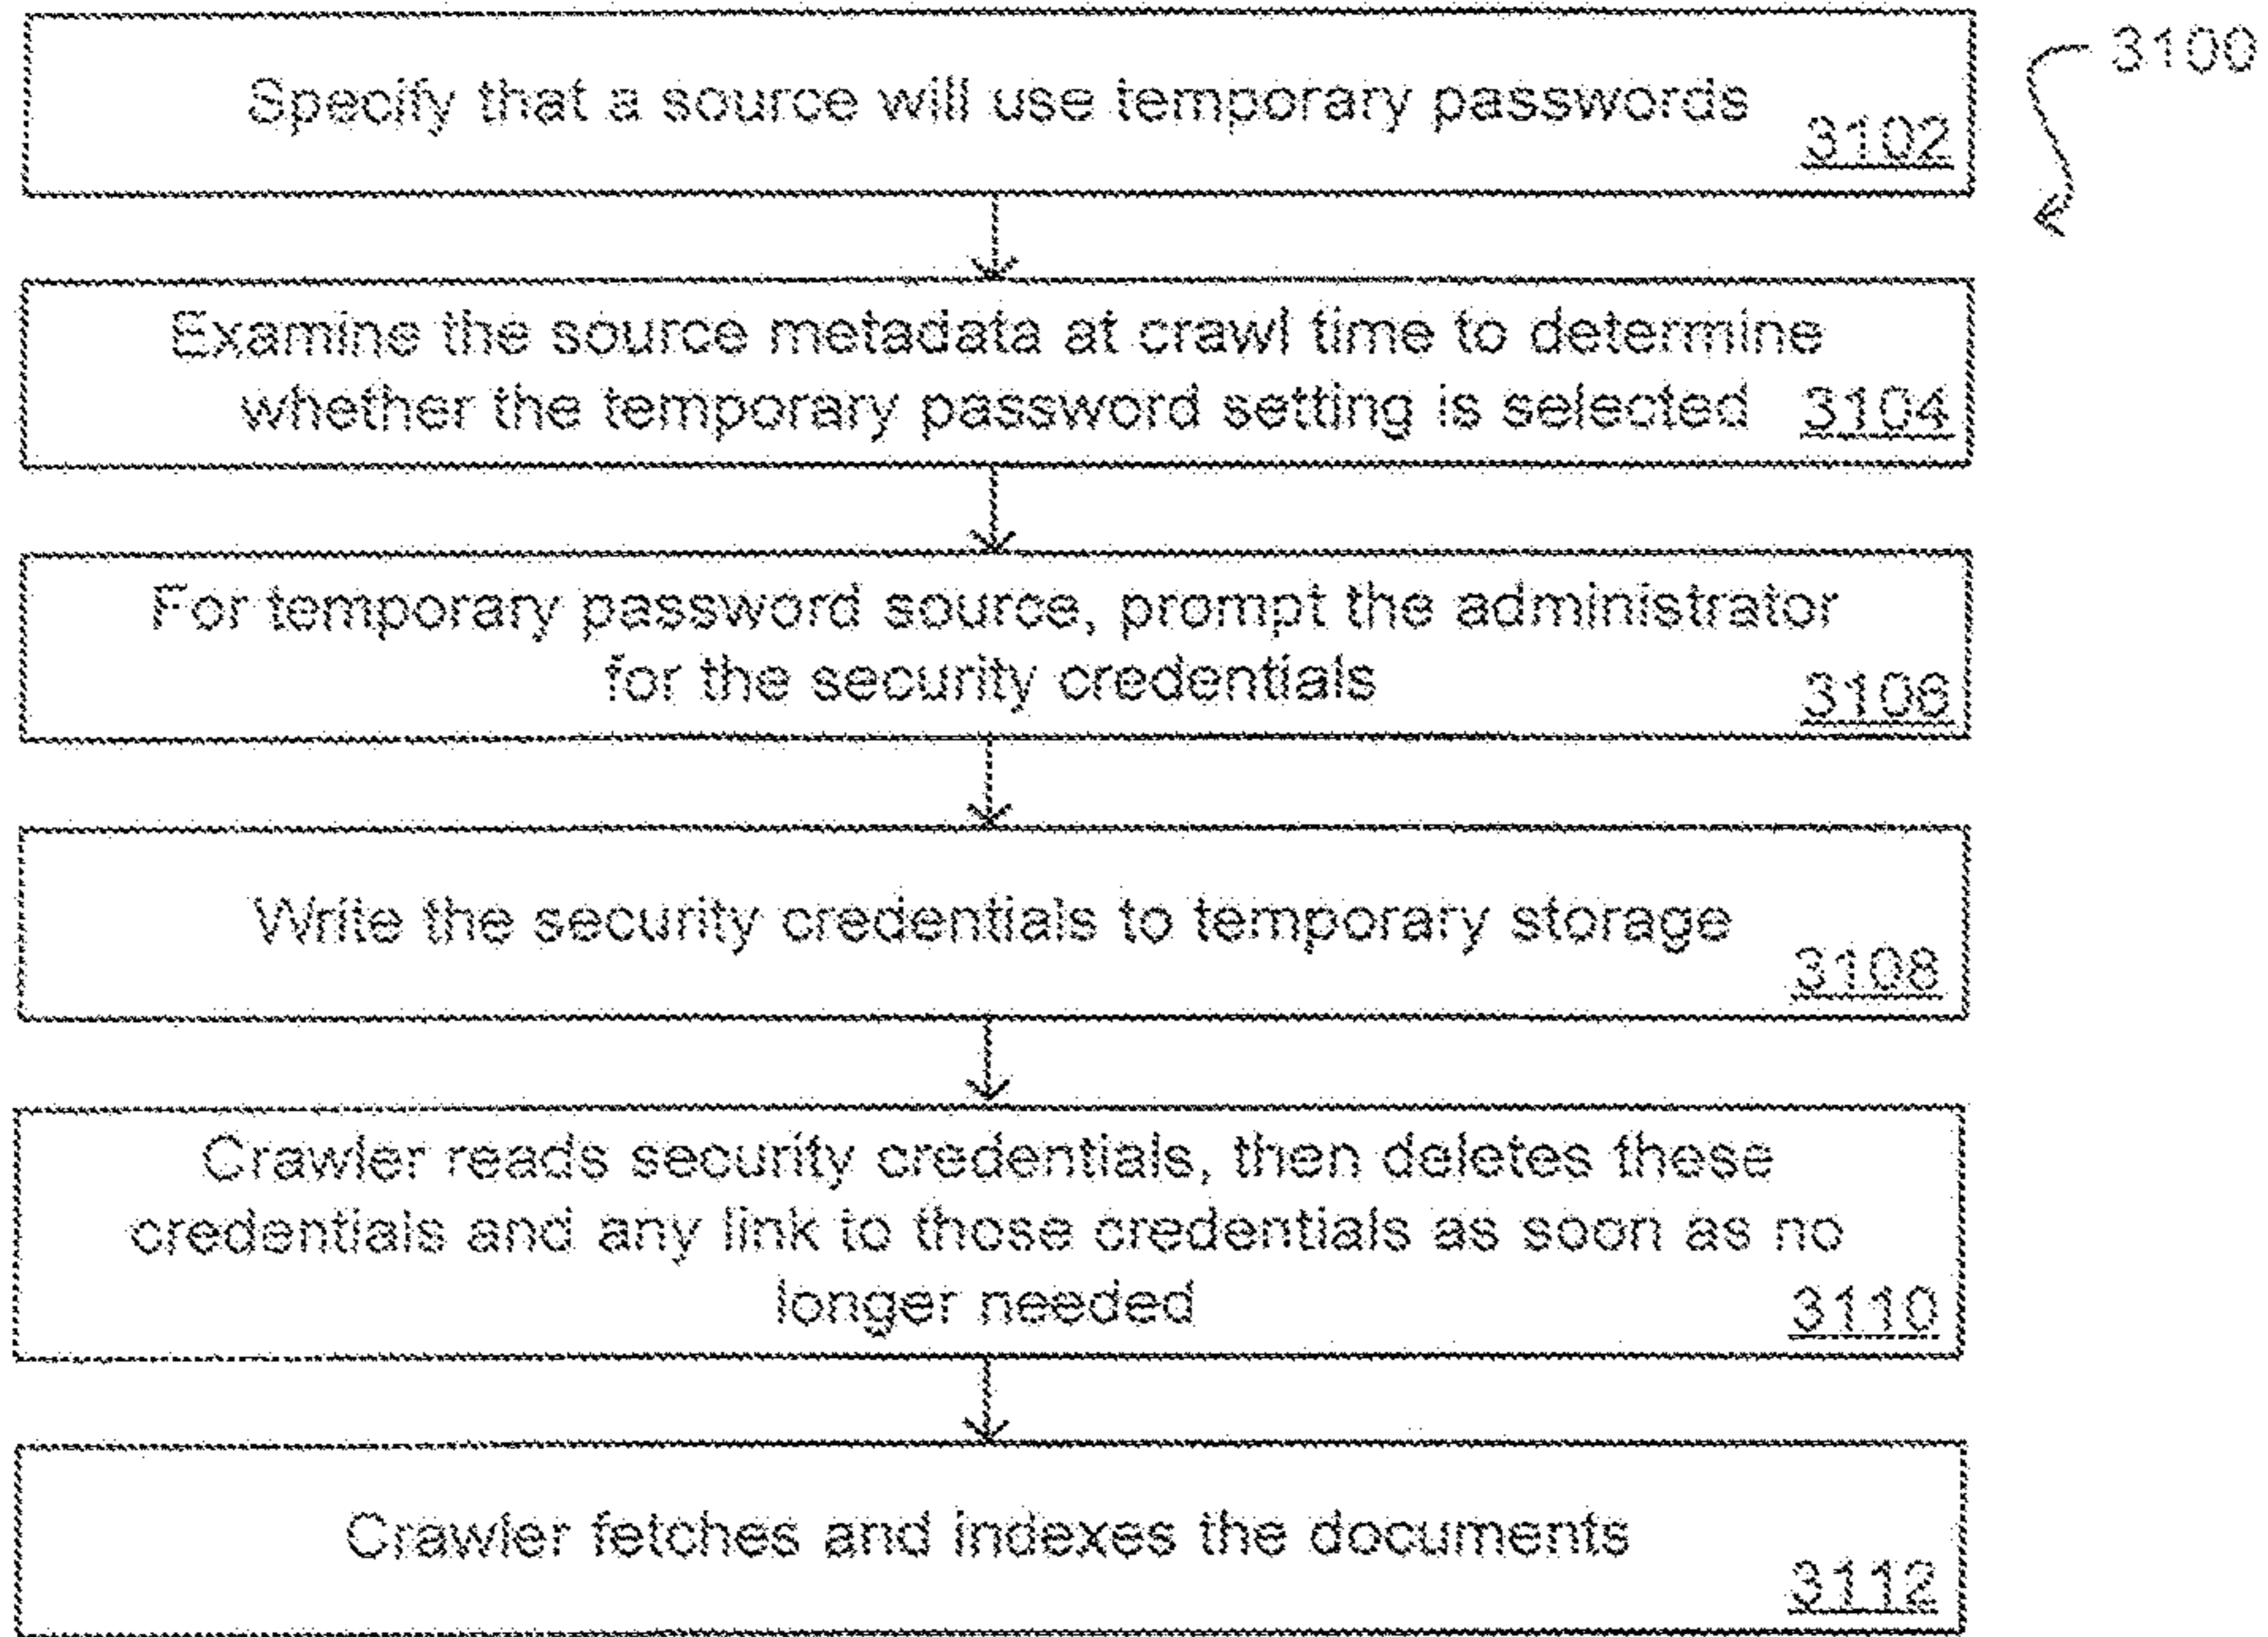 3100
Specify that a source will use temporary passwords
3102
Examine the source metadata at crawl time to determine
whether the temporary password setting is selected 3104
For temporary password source, prompt the administrator
for the security credentials
3106
Write the security credentials to temporary storage
3108
Crawler reads security credentials, then deletes these
credentials and any link to those credentials as soon as no
longer needed
3110
Crawler fetches and indexes the documents
3112